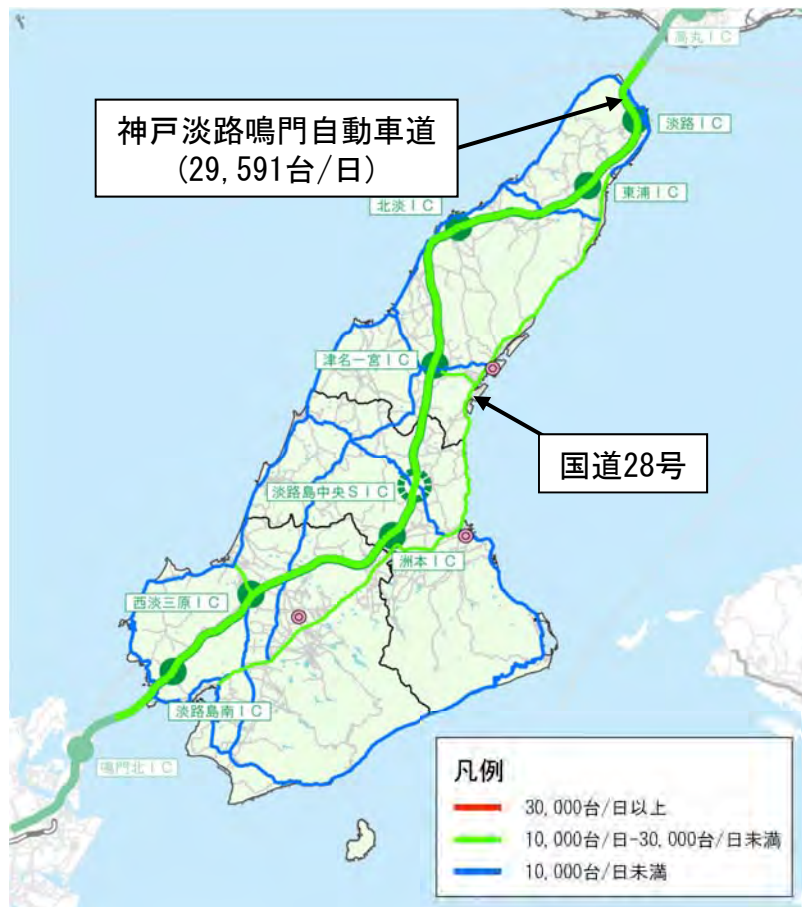 高丸ＩＣ
神戸淡路鳴門自動車道
(29,591台/日)
淡路ＩＣ
東浦ＩＣ
北淡ＩＣ
津名一宮ＩＣ
国道28号
淡路島中央ＳＩＣ
洲本ＩＣ
西淡三原ＩＣ
淡路島南ＩＣ
鳴門北ＩＣ
凡例
30,000台/日以上
10,000台/日-30,000台/日未満
10,000台/日未満